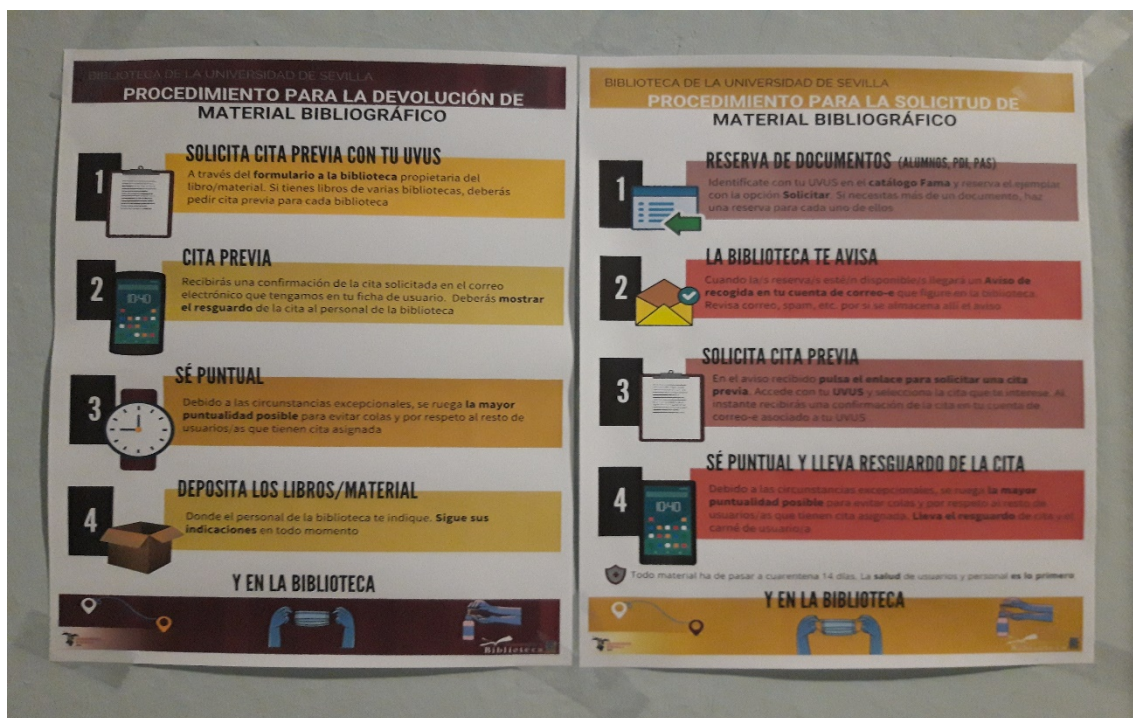 BIBLIOTECA DE LA UNIVERSIDAD DE SEVILLA
PROCEDIMIENTO PARA LA DEVOLUCIÓN DE
MATERIAL BIBLIOGRÁFICO
1
SOLICITA CITA PREVIA CON TU UVUS
A través del formulario a la biblioteca propietaria del
libro/material. Si tienes libros de varias bibliotecas, deberás
pedir cita previa para cada biblioteca
2
CITA PREVIA
Recibirás una confirmación de la cita solicitada en el correo
electrónico que tengamos en tu ficha de usuario. Deberás mostrar
el resguardo de la cita al personal de la biblioteca
10:40
3
SÉ PUNTUAL
Debido a las circunstancias excepcionales, se ruega la mayor
puntualidad posible para evitar colas y por respeto al resto de
usuarios/as que tienen cita asignada
4
DEPOSITA LOS LIBROS/MATERIAL
Donde el personal de la biblioteca te indique. Sigue sus
indicaciones en todo momento
Y EN LA BIBLIOTECA
Biblioteca
BIBLIOTECA DE LA UNIVERSIDAD DE SEVILLA
PROCEDIMIENTO PARA LA SOLICITUD DE
MATERIAL BIBLIOGRÁFICO
1
RESERVA DE DOCUMENTOS (ALUMNOS, PDI, PAS)
Identifícate con tu UVUS en el catálogo Fama y reserva el ejemplar
con la opción Solicitar. Si necesitas más de un documento, haz
una reserva para cada uno de ellos
2
LA BIBLIOTECA TE AVISA
Cuando la/s reserva/s esté/n disponible/s llegará un Aviso de
recogida en tu cuenta de correo-e que figure en la biblioteca.
Revisa correo, spam, etc. por si se almacena allí el aviso
3
SOLICITA CITA PREVIA
En el aviso recibido pulsa el enlace para solicitar una cita
previa. Accede con tu UVUS y selecciona la cita que te interese. Al
instante recibirás una confirmación de la cita en tu cuenta de
correo-e asociado a tu UVUS
4
SÉ PUNTUAL Y LLEVA RESGUARDO DE LA CITA
Debido a las circunstancias excepcionales, se ruega la mayor
puntualidad posible para evitar colas y por respeto al resto de
usuarios/as que tienen cita asignada. Lleva el resguardo de cita y el
carné de usuario/a
10:40
Todo material ha de pasar a cuarentena 14 días. La salud de usuarios y personal es lo primero
Y EN LA BIBLIOTECA
Biblioteca